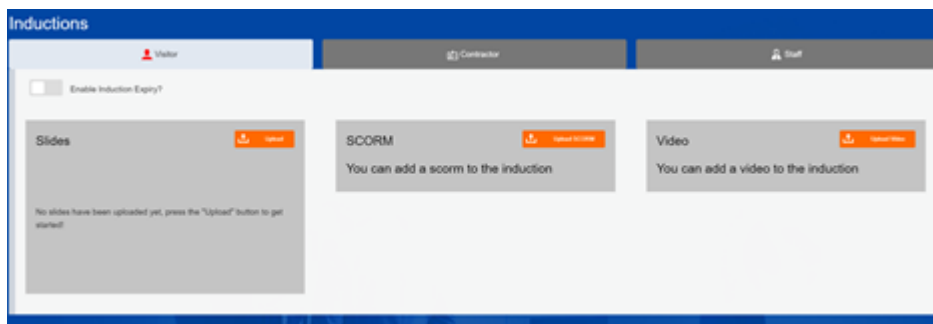 Inductions
Visitor
Contractor
Staff
Enable Induction Expiry?
Slides
Upload
SCORM
Upload SCORM
You can add a scorm to the induction
Video
Upload Video
You can add a video to the induction
No slides have been uploaded yet, press the "Upload" button to get
started!